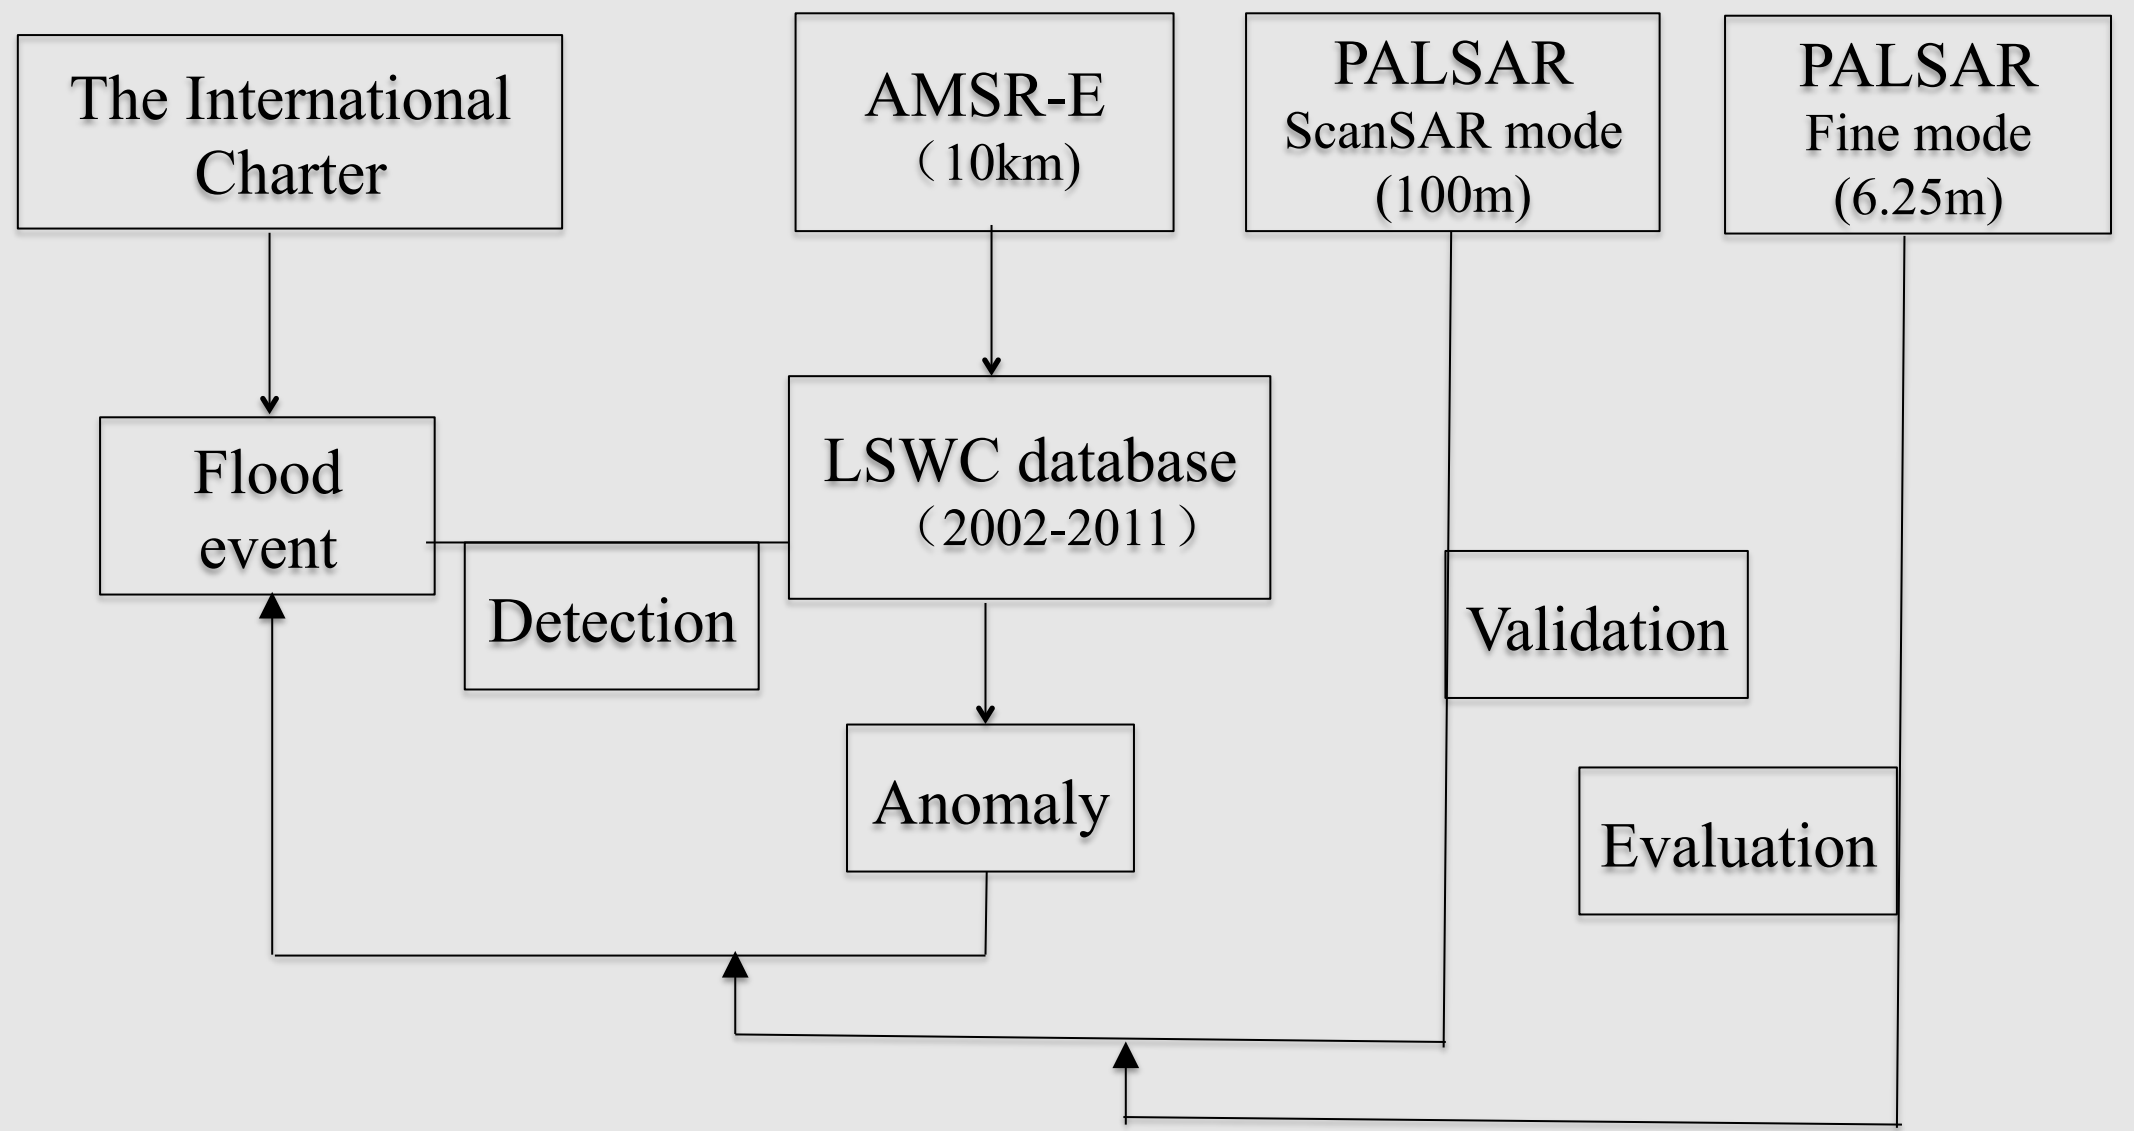 The International
Charter
AMSR-E
（10km)
PALSAR
ScanSAR mode
(100m)
PALSAR
Fine mode
(6.25m)
Flood
event
LSWC database
（2002-2011）
Detection
Validation
Anomaly
Evaluation